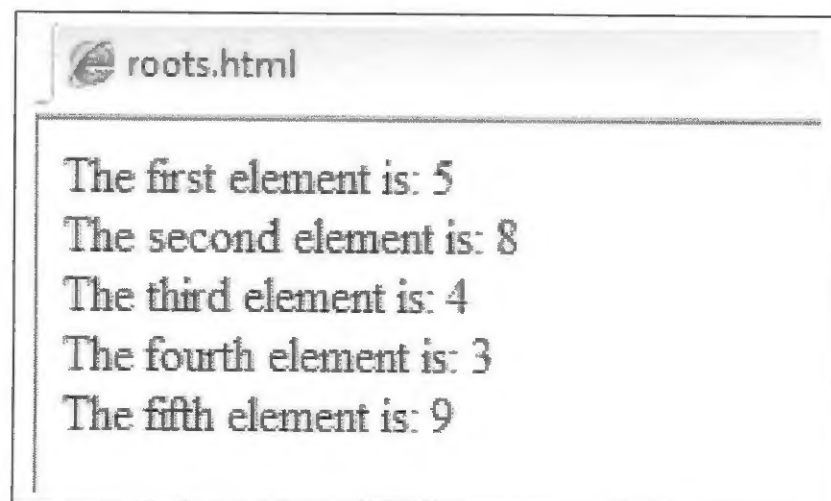 roots.html
The first element is: 5
The second element is: 8
The third element is: 4
The fourth element is: 3
The fifth element is: 9